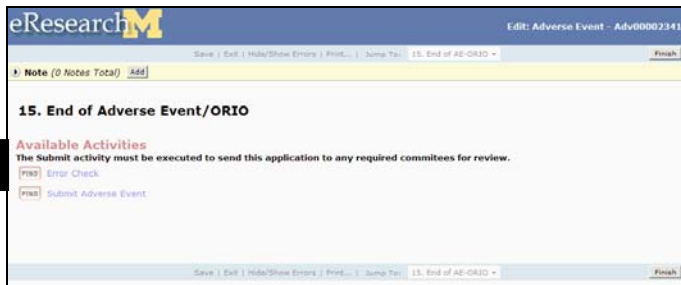 eResearch M
Edit: Adverse Event - Adv00002341
Save | Exit | Hide/Show Errors | Print... | Jump To: 15. End of AE-ORIO Finish
Note (0 Notes Total) Add
15. End of Adverse Event/ORIO
Available Activities
The Submit activity must be executed to send this application to any required commitees for review.
Error Check
Submit Adverse Event
Save | Exit | Hide/Show Errors | Print... | Jump To: 15. End of AE-ORIO Finish